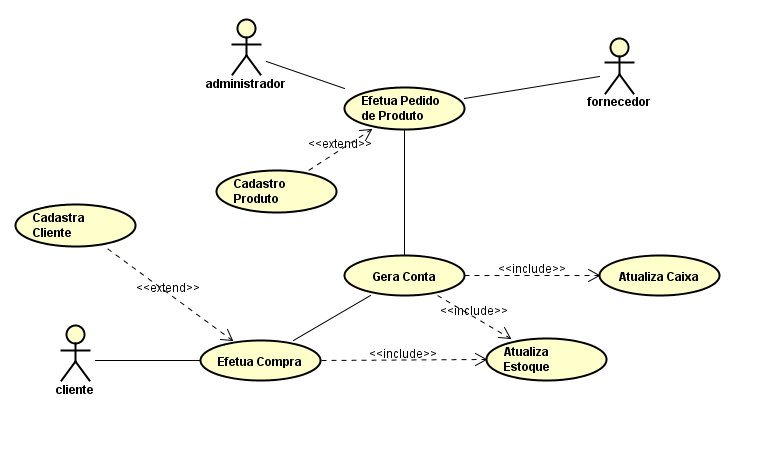 administrador
fornecedor
Efetua Pedido
de Produto
<<extend>>
Cadastro
Produto
Cadastra
Cliente
<<extend>>
Gera Conta
<<include>>
Atualiza Caixa
<<include>>
cliente
Efetua Compra
<<include>>
Atualiza
Estoque